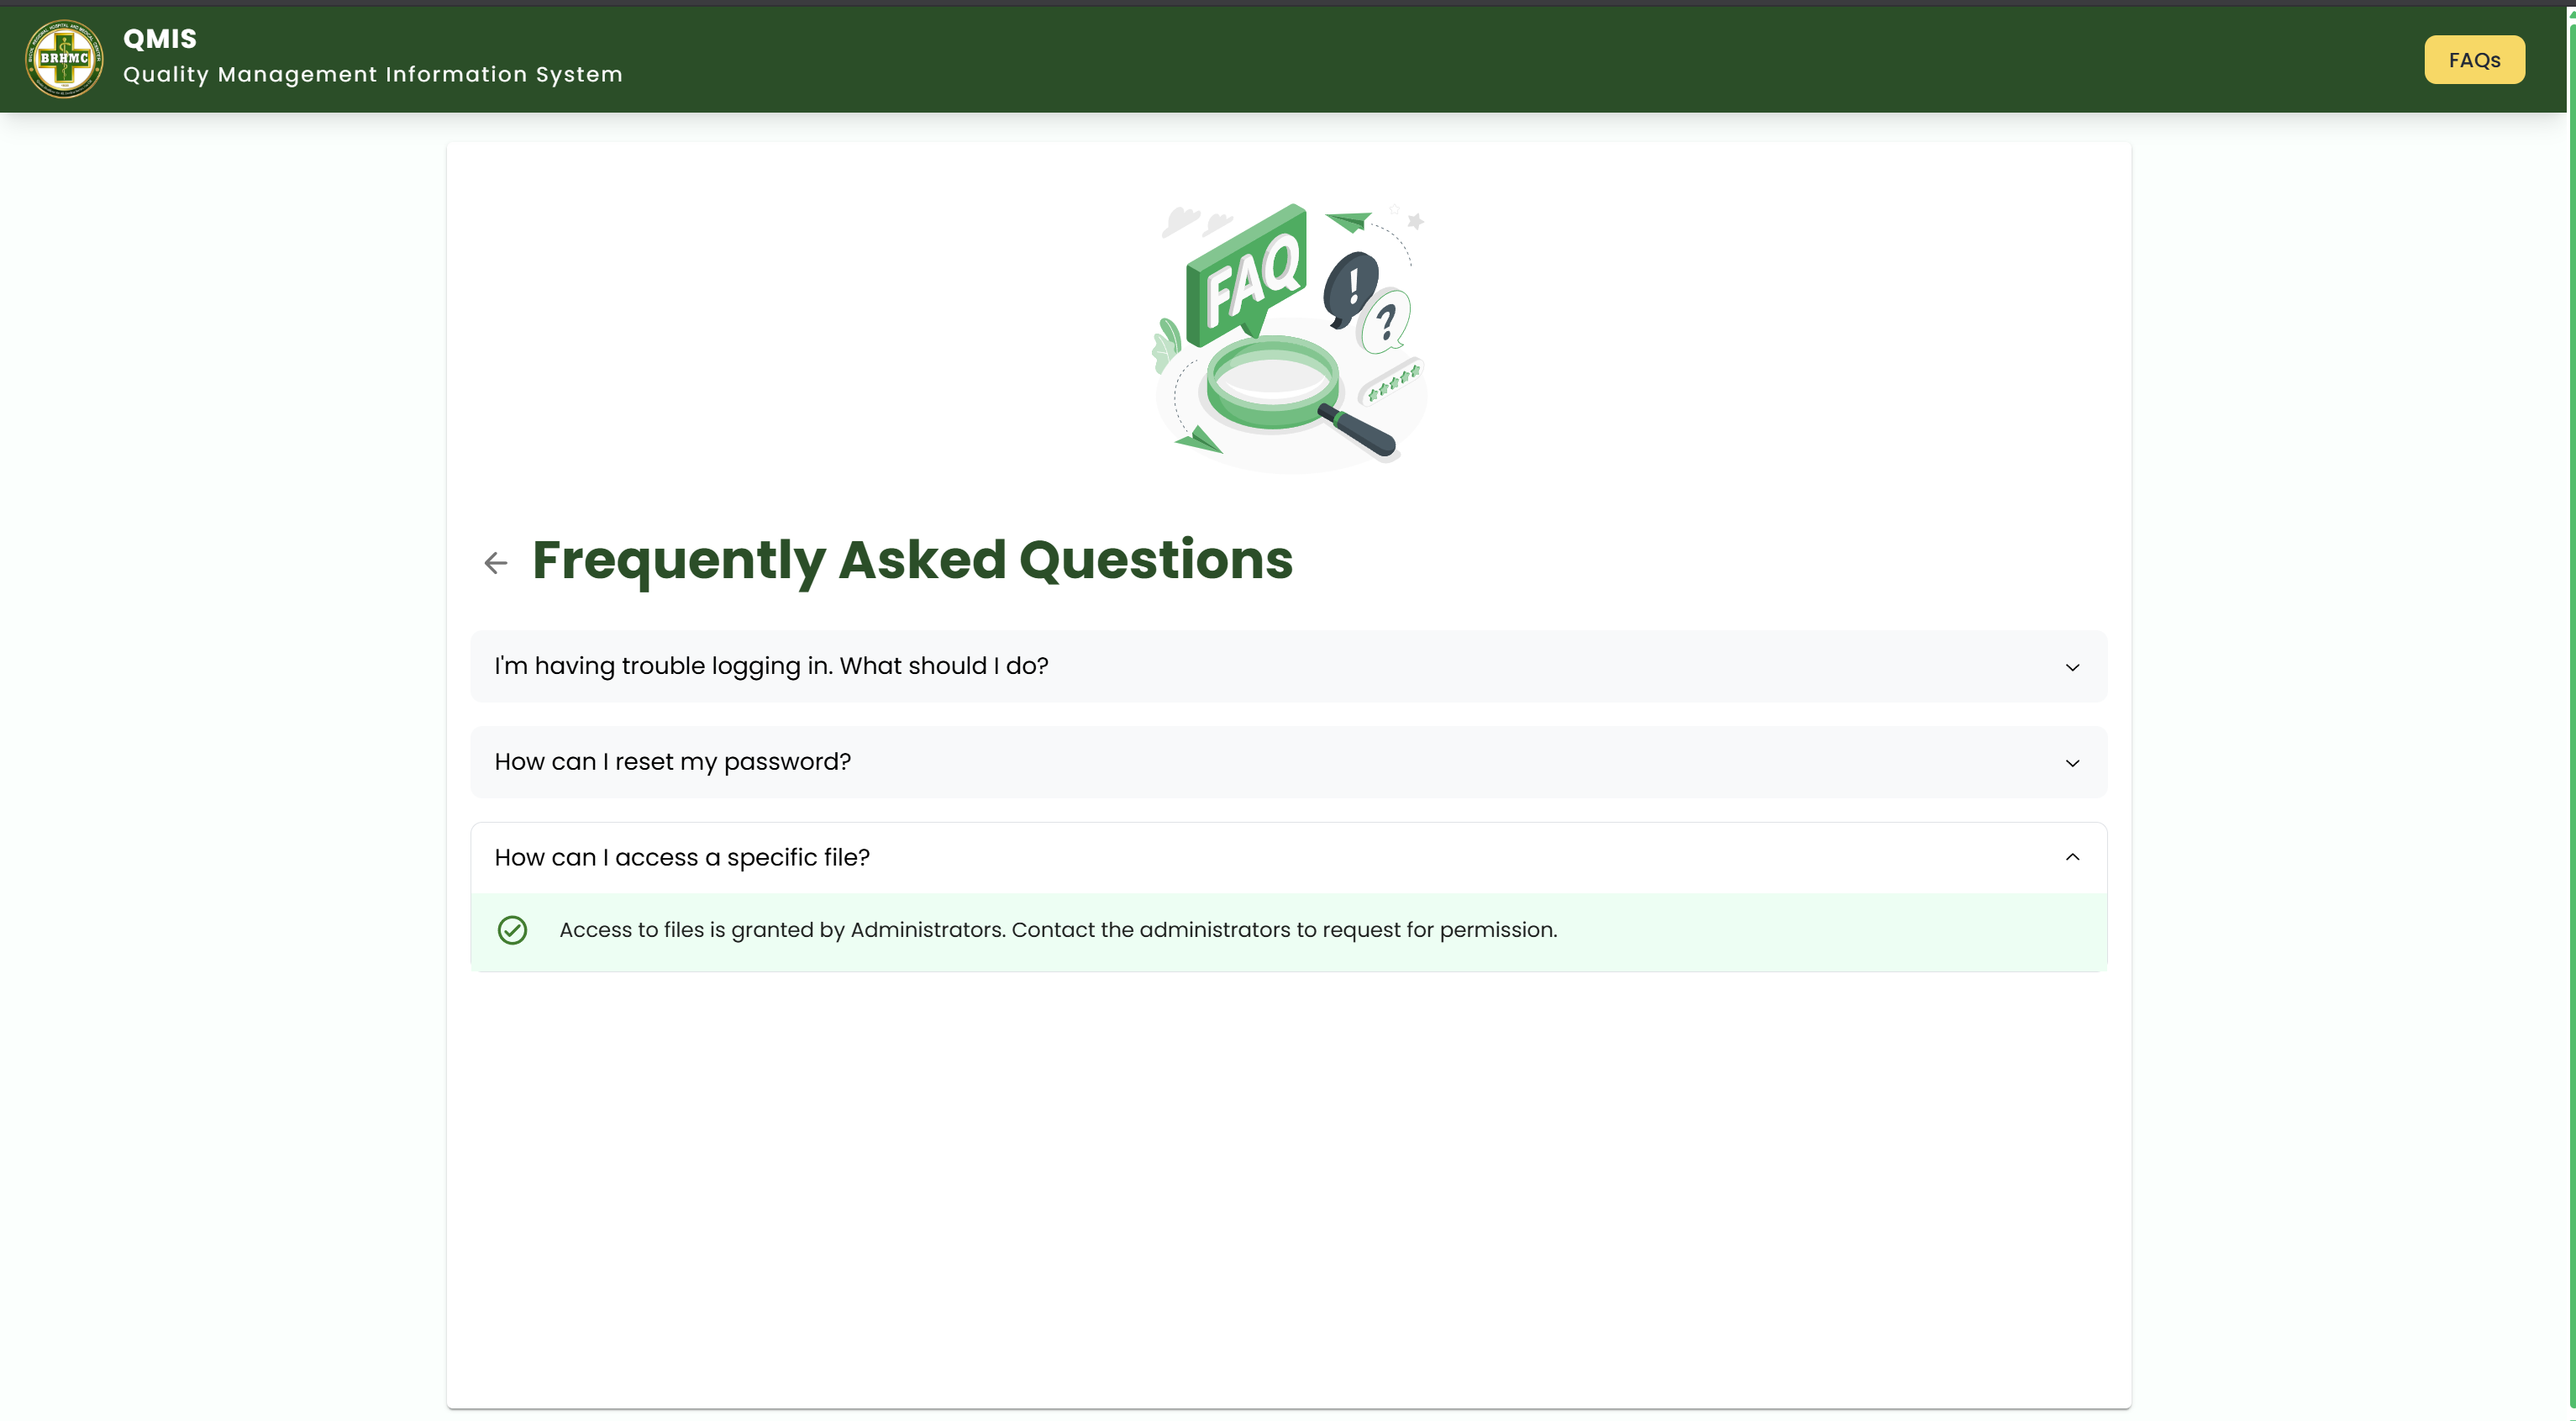 BRHMC
QMIS
Quality Management Information System
FAQs
FAQ
!
?
Frequently Asked Questions
I'm having trouble logging in. What should I do?
How can I reset my password?
How can I access a specific file?
Access to files is granted by Administrators. Contact the administrators to request for permission.